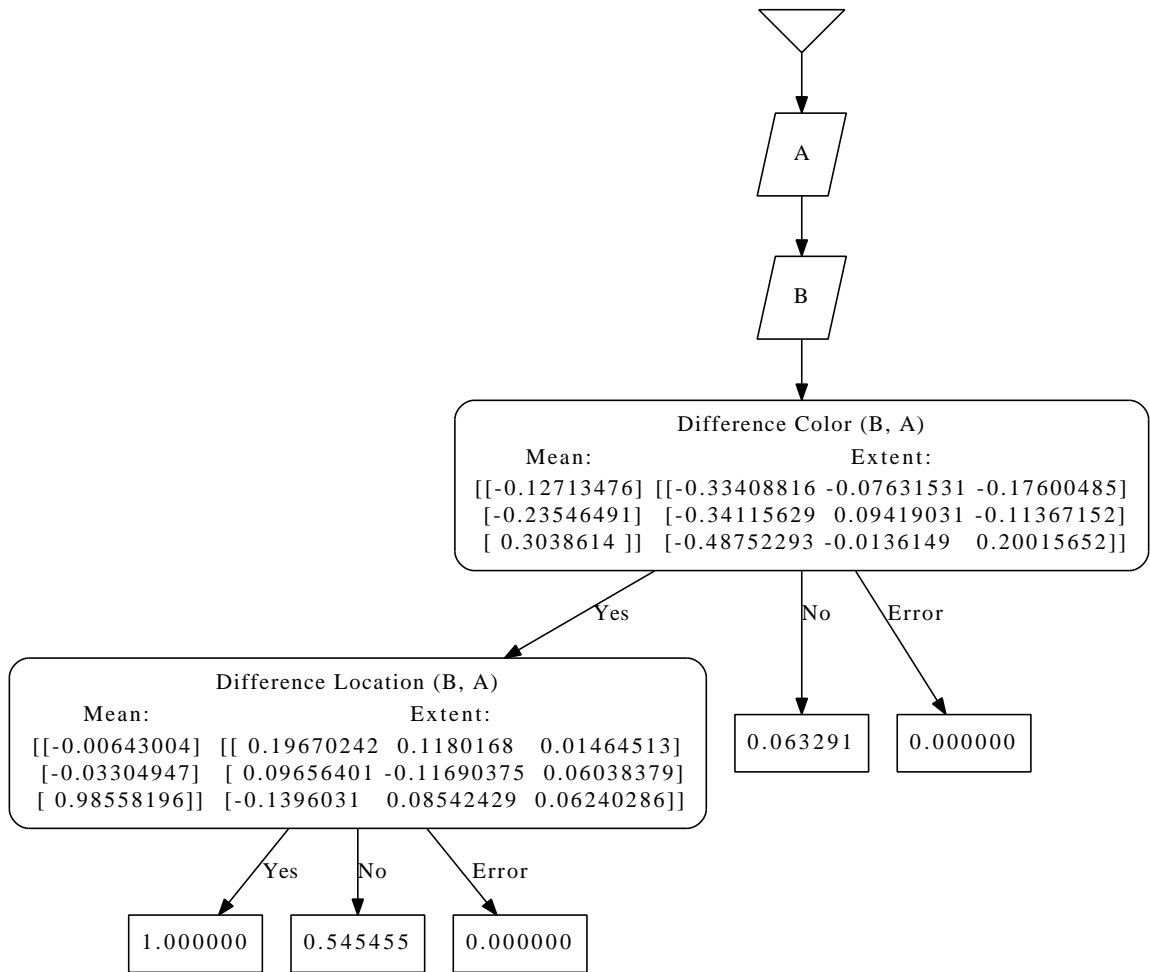 A
B
Difference Color (B, A)
Mean: Extent:
[[-0.12713476] [[-0.33408816 -0.07631531 -0.17600485]
[-0.23546491] [-0.34115629 0.09419031 -0.11367152]
[ 0.3038614 ]] [-0.48752293 -0.0136149 0.20015652]]
Yes No Error
Difference Location (B, A)
Mean: Extent:
[[-0.00643004] [[ 0.19670242 0.1180168 0.01464513]
[-0.03304947] [ 0.09656401 -0.11690375 0.06038379]
[ 0.98558196]] [-0.1396031 0.08542429 0.06240286]]
0.063291 0.000000
Yes No Error
1.000000 0.545455 0.000000